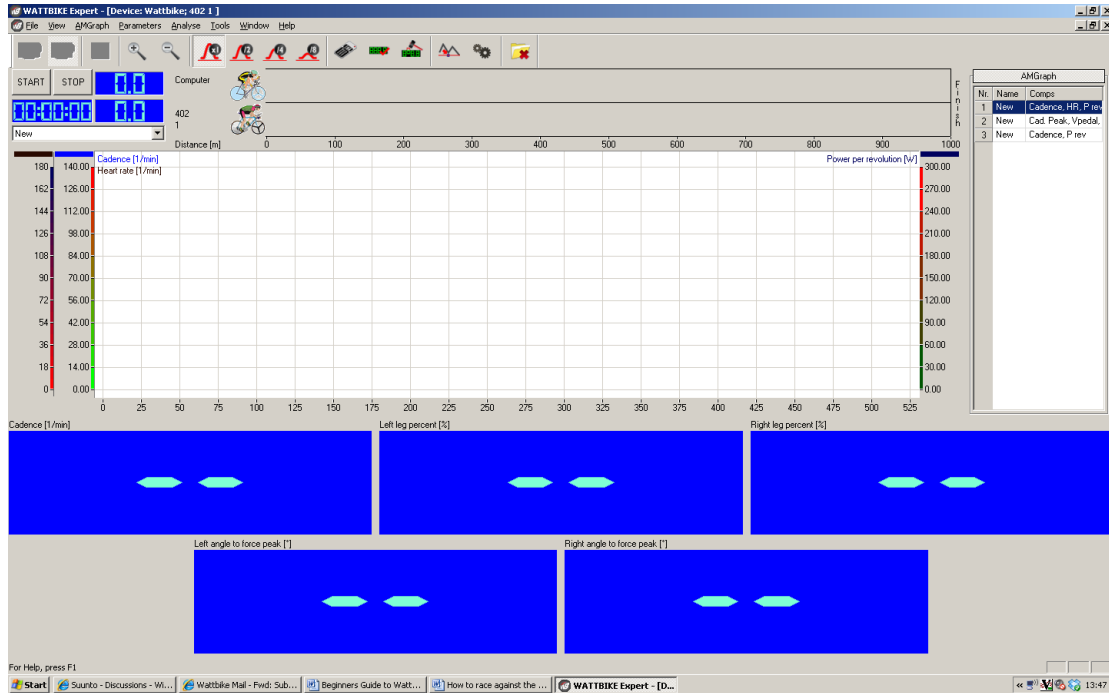 WATTBIKE Expert - [Device: Wattbike; 402 1 ]
File View AMGraph Parameters Analyse Tools Window Help
x1 /2 /4 /8
OPEN
START STOP 0.0
00:00:00 0.0
New
Computer
402
1
Finish
Distance [m] 0 100 200 300 400 500 600 700 800 900 1000
AMGraph
Nr. Name Comps
1 New Cadence, HR, P rev
2 New Cad. Peak, Vpedal,
3 New Cadence, P rev
Cadence [1/min] Power per revolution [W]
Heart rate [1/min]
180 140.00 300.00
162 126.00 270.00
144 112.00 240.00
126 98.00 210.00
108 84.00 180.00
90 70.00 150.00
72 56.00 120.00
54 42.00 90.00
36 28.00 60.00
18 14.00 30.00
0 0.00 0.00
0 25 50 75 100 125 150 175 200 225 250 275 300 325 350 375 400 425 450 475 500 525
Cadence [1/min] Left leg percent [%] Right leg percent [%]
-- -- --
Left angle to force peak [°] Right angle to force peak [°]
-- --
For Help, press F1
Start Suunto - Discussions - Wi... Wattbike Mail - Fwd: Sub... Beginners Guide to Watt... How to race against the ... WATTBIKE Expert - [D... 13:47